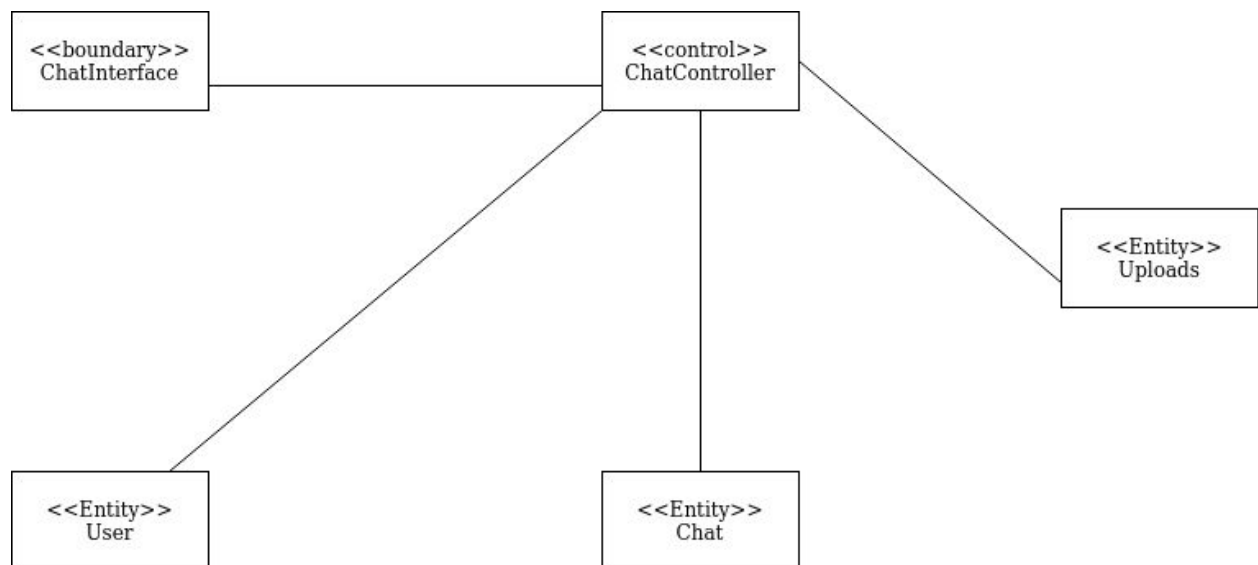 <<boundary>>
ChatInterface
<<control>>
ChatController
<<Entity>>
Uploads
<<Entity>>
User
<<Entity>>
Chat